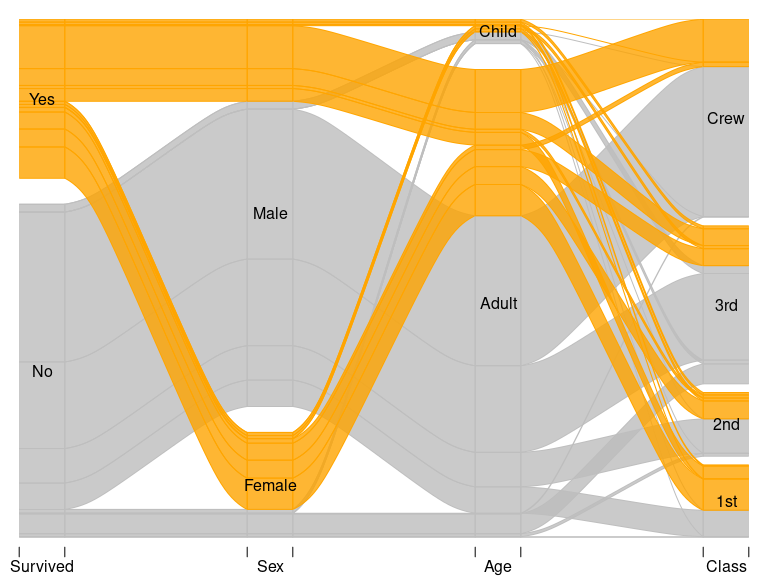 Child
Yes
Crew
Male
Adult
3rd
No
2nd
Female
1st
Survived Sex Age Class